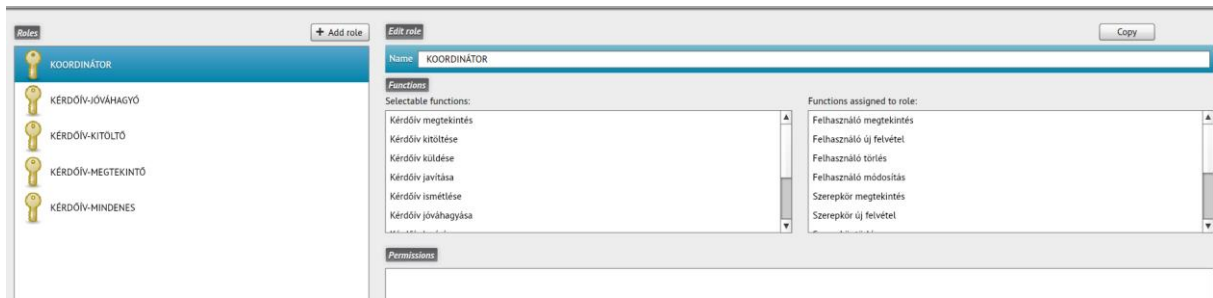 Roles
+ Add role
KOORDINÁTOR
KÉRDŐÍV-JÓVÁHAGYÓ
KÉRDŐÍV-KITÖLTŐ
KÉRDŐÍV-MEGTEKINTŐ
KÉRDŐÍV-MINDENES
Edit role
Copy
Name KOORDINÁTOR
Functions
Selectable functions:
Kérdőív megtekintés
Kérdőív kitöltése
Kérdőív küldése
Kérdőív javítása
Kérdőív ismétlése
Kérdőív jóváhagyása
Functions assigned to role:
Felhasználó megtekintés
Felhasználó új felvétel
Felhasználó törlés
Felhasználó módosítás
Szerepkör megtekintés
Szerepkör új felvétel
Permissions